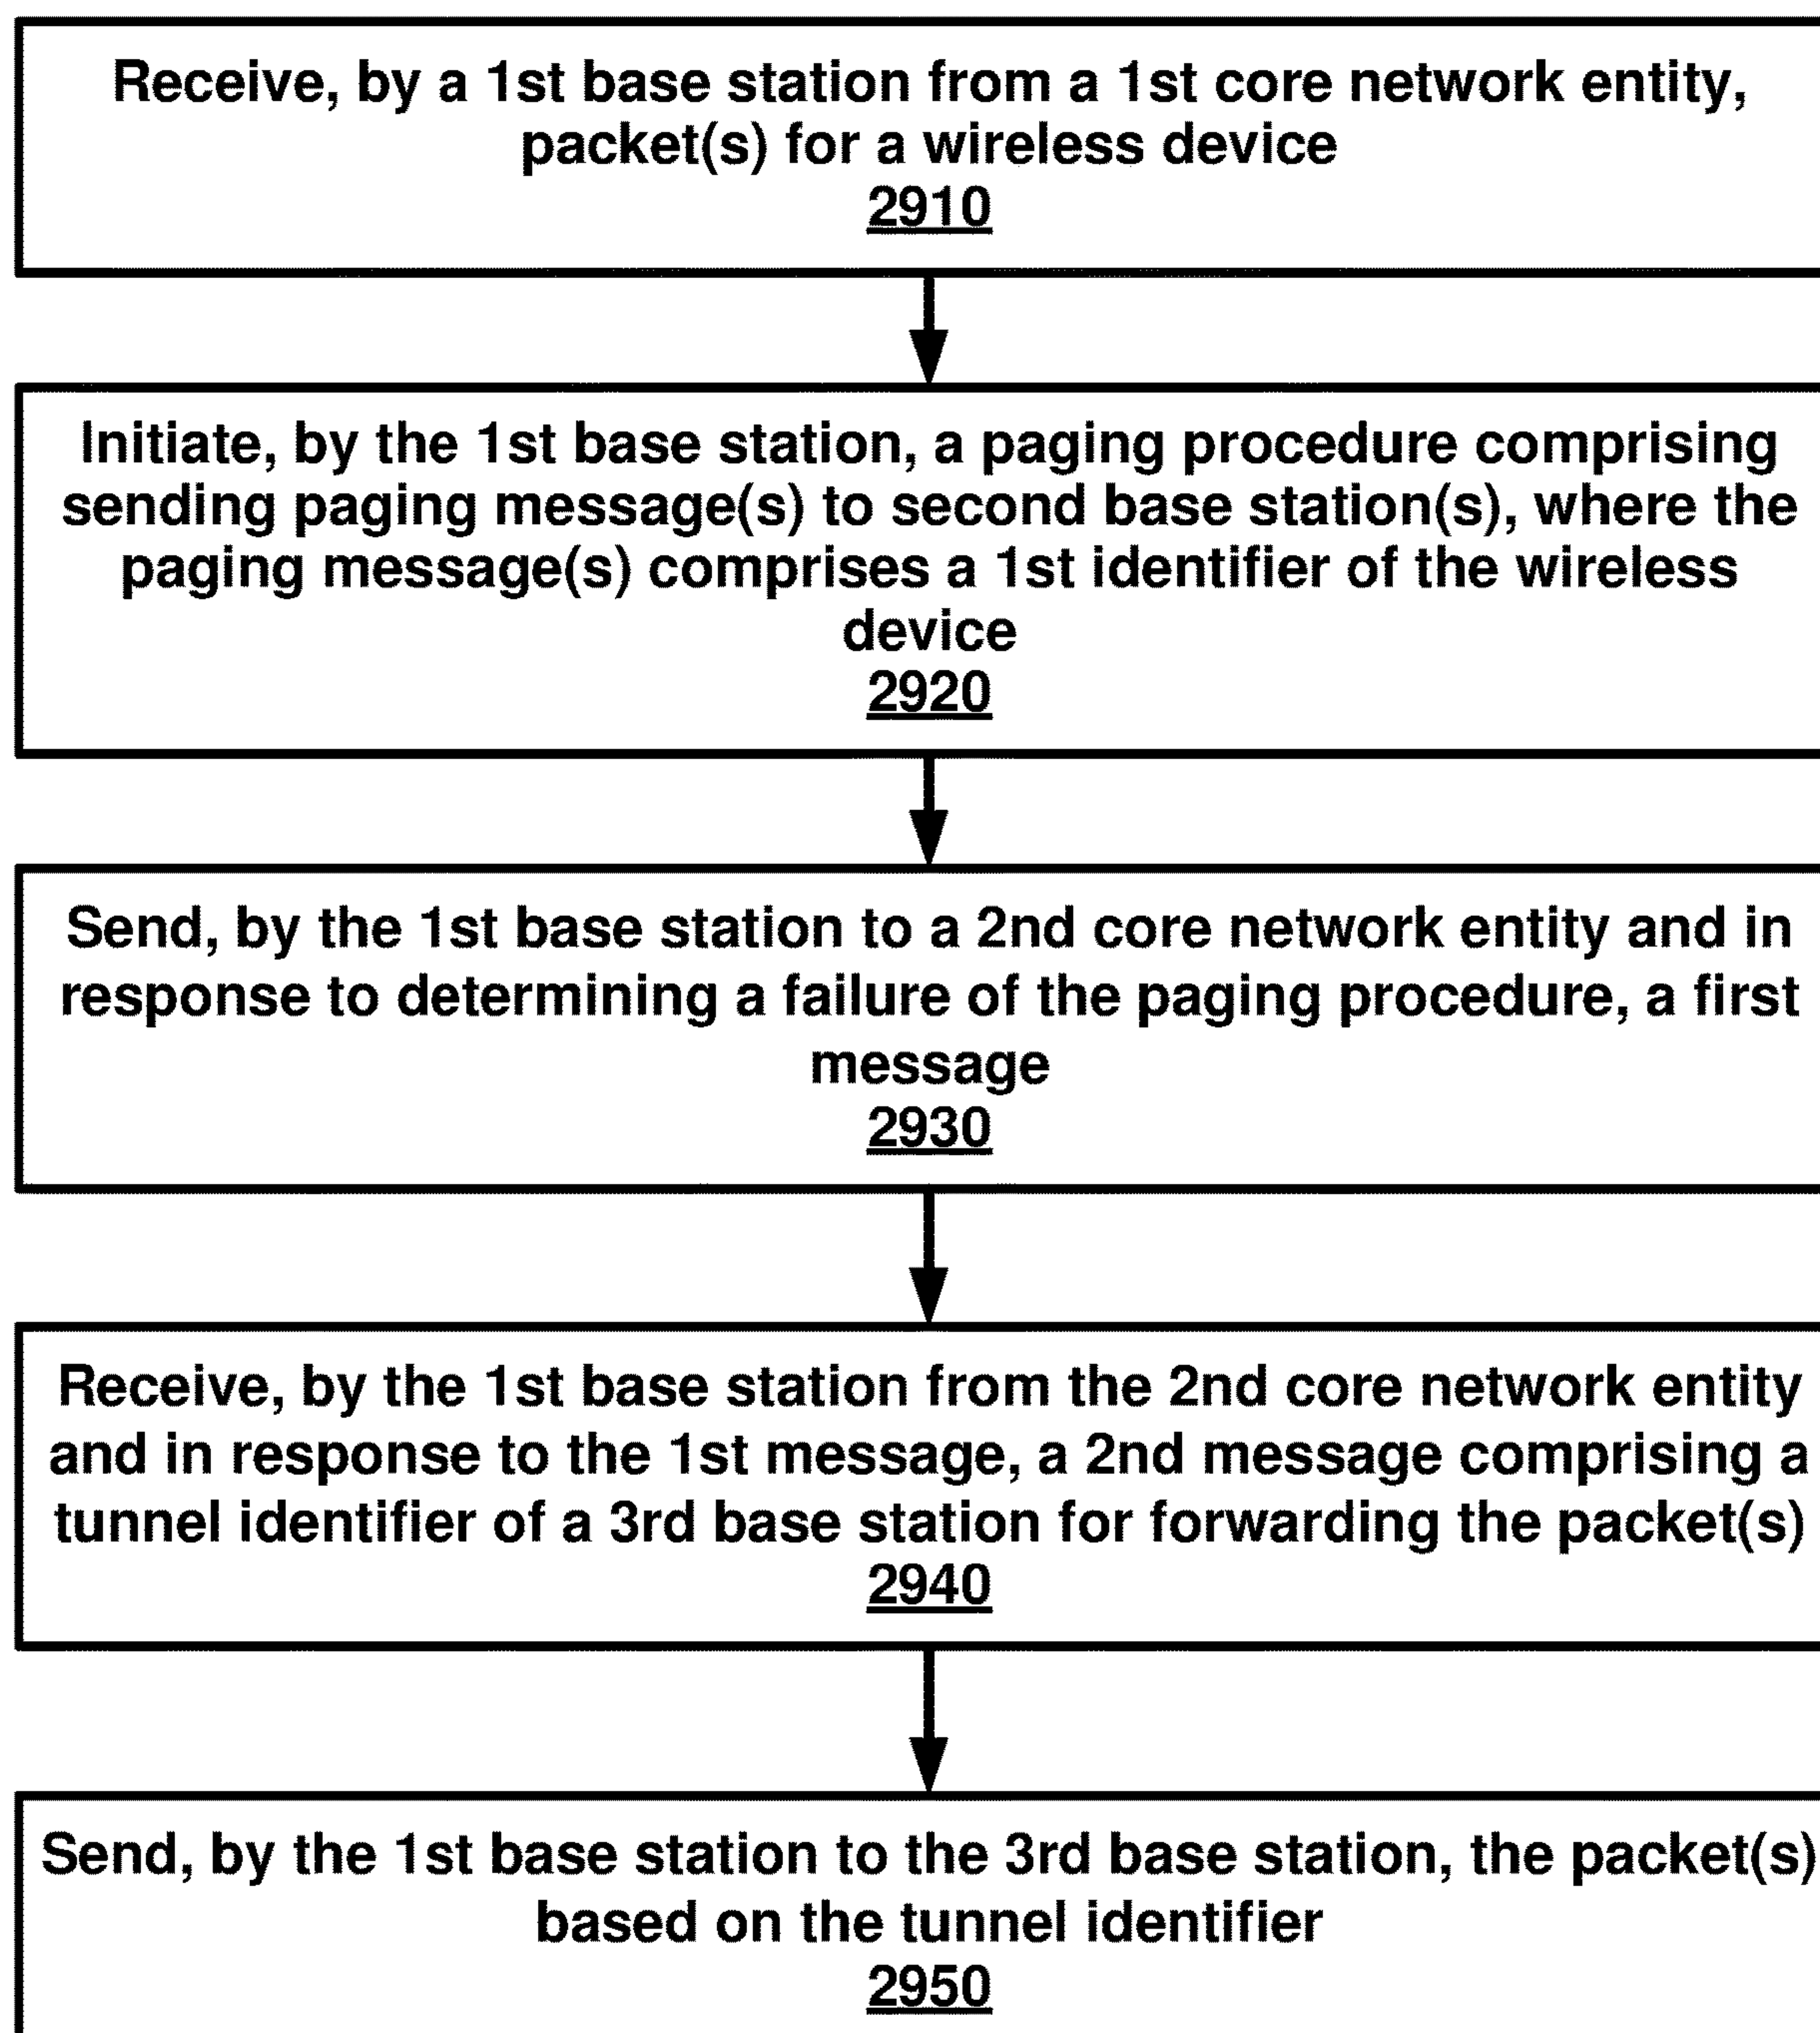 Receive, by a 1st base station from a 1st core network entity,
packet(s) for a wireless device
2910
Initiate, by the 1st base station, a paging procedure comprising
sending paging message(s) to second base station(s), where the
paging message(s) comprises a 1st identifier of the wireless
device
2920
Send, by the 1st base station to a 2nd core network entity and in
response to determining a failure of the paging procedure, a first
message
2930
Receive, by the 1st base station from the 2nd core network entity
and in response to the 1st message, a 2nd message comprising a
tunnel identifier of a 3rd base station for forwarding the packet(s)
2940
Send, by the 1st base station to the 3rd base station, the packet(s)
based on the tunnel identifier
2950